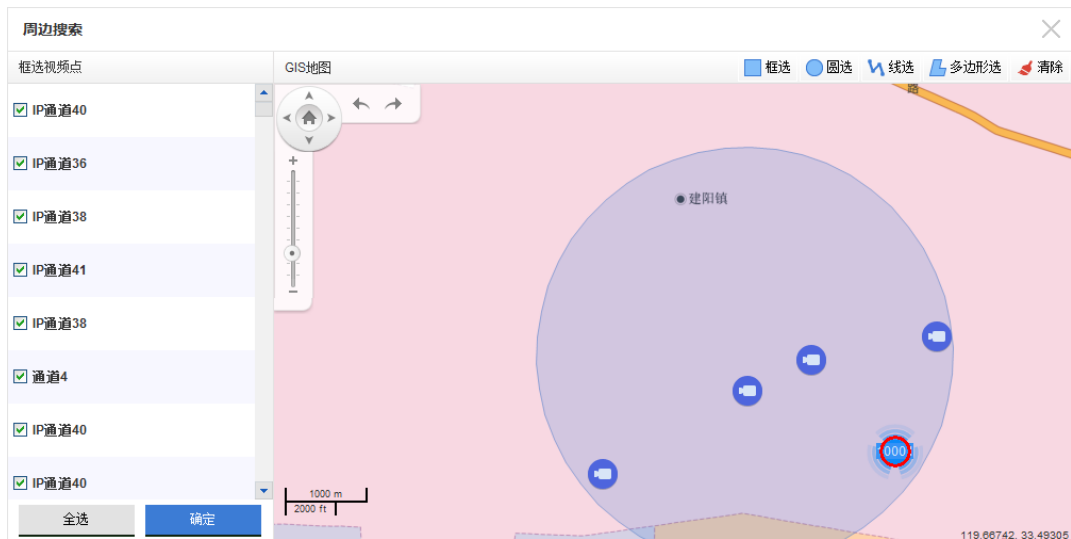 周边搜索
框选视频点
GIS地图
框选 圆选 线选 多边形选 清除
IP通道40
IP通道36
IP通道38
IP通道41
IP通道38
通道4
IP通道40
IP通道40
全选 确定
路
建阳镇
000
1000 m
2000 ft
119.66742, 33.49305